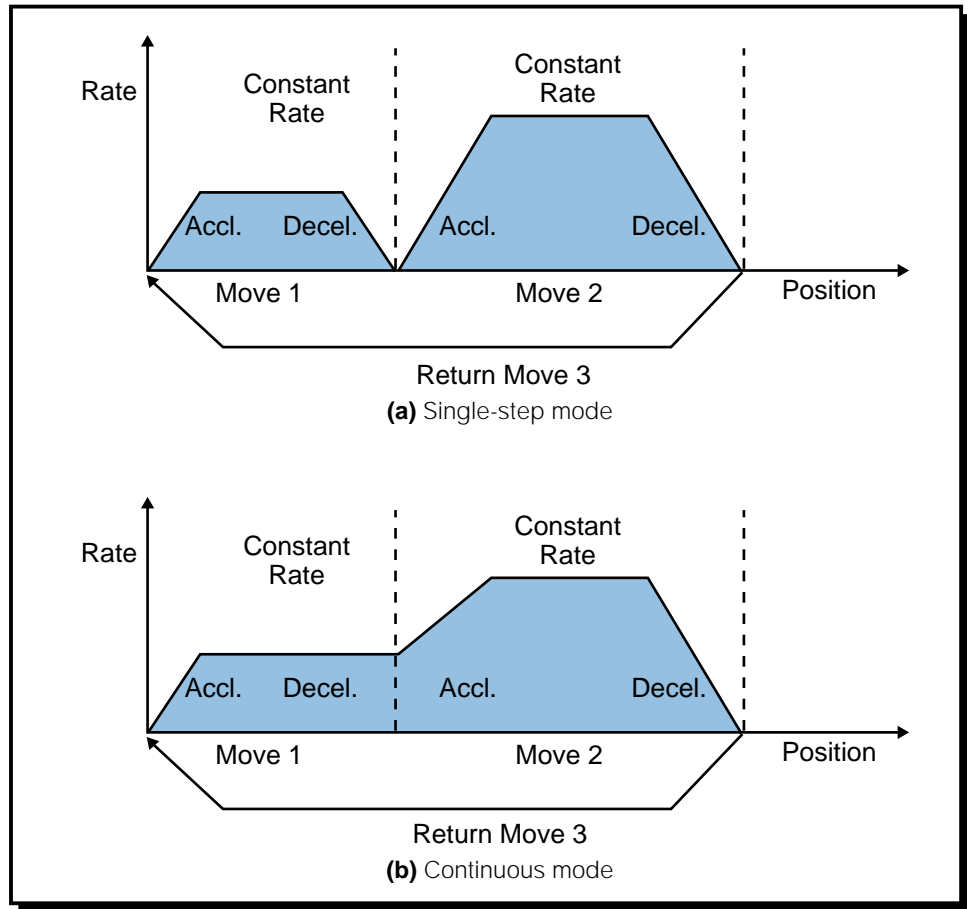 Constant
Rate
Constant
Rate
Rate
Accl.
Decel.
Accl.
Decel.
Move 1
Move 2
Position
Return Move 3
(a) Single-step mode
Constant
Rate
Constant
Rate
Rate
Accl.
Decel.
Accl.
Decel.
Move 1
Move 2
Position
Return Move 3
(b) Continuous mode